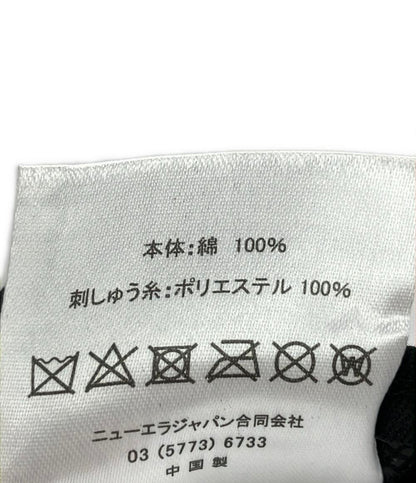 本体:綿 100%
刺しゅう糸:ポリエステル 100%
W
ニューエラジャパン合同会社
03 (5773) 6733
中国製